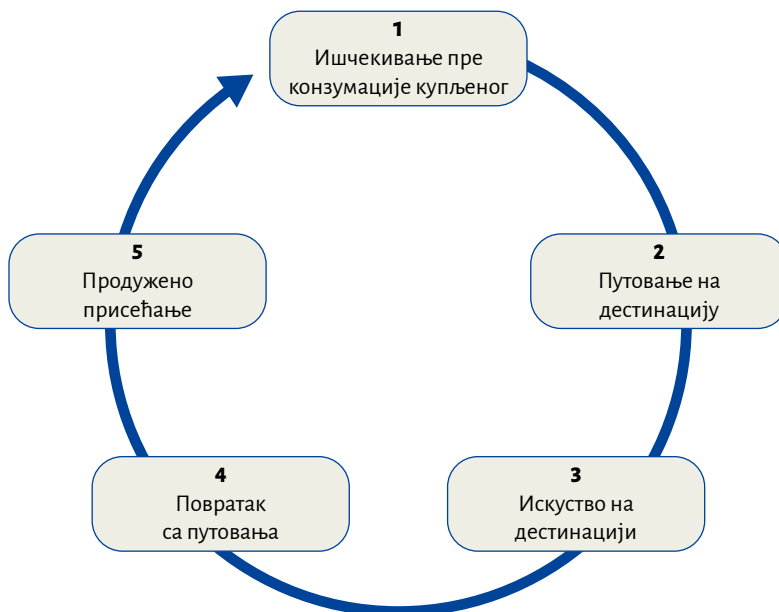 1
Ишчекивање пре
конзумације купљеног
2
Путовање на
дестинацију
3
Искуство на
дестинацији
4
Повратак
са путовања
5
Продужено
присећање